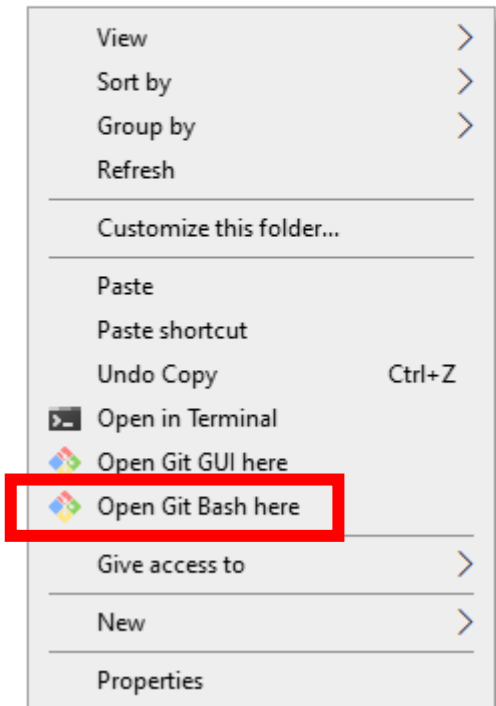 View
Sort by
Group by
Refresh
Customize this folder...
Paste
Paste shortcut
Undo Copy Ctrl+Z
Open in Terminal
Open Git GUI here
Open Git Bash here
Give access to
New
Properties